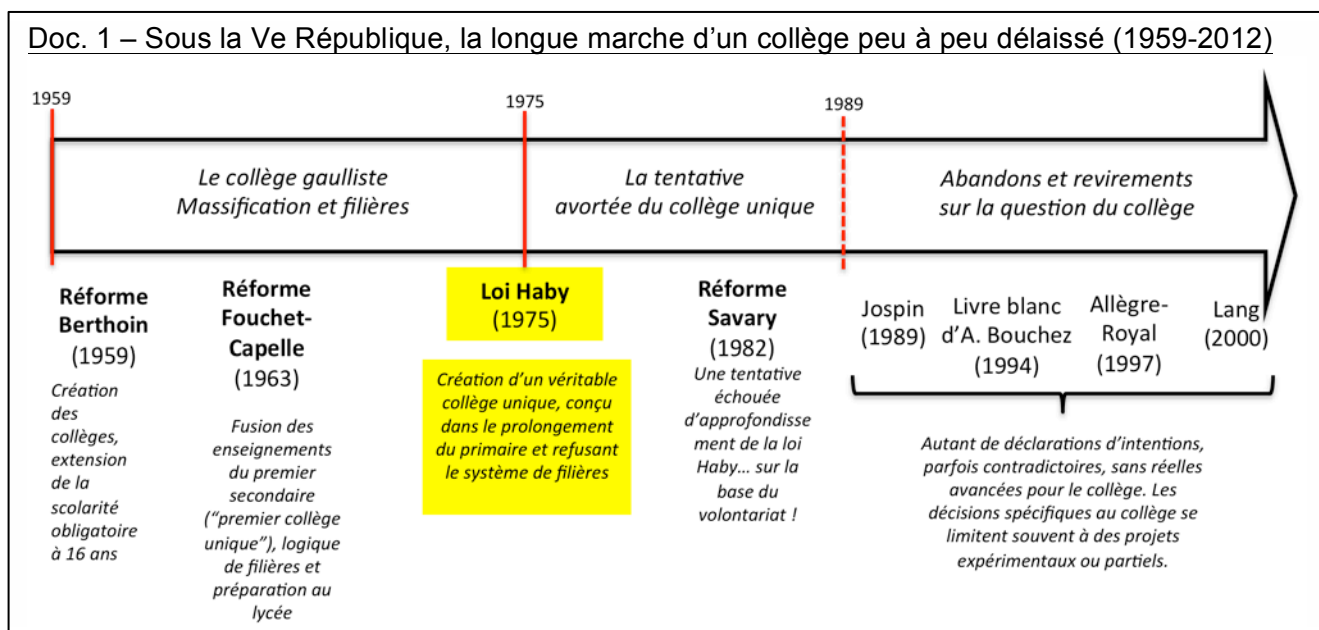 Doc. 1 – Sous la Ve République, la longue marche d'un collège peu à peu délaissé (1959-2012)
1959
1975
1989
Le collège gaulliste
Massification et filières
La tentative
avortée du collège unique
Abandons et revirements
sur la question du collège
Réforme
Berthoin
(1959)
Création
des
collèges,
extension
de la
scolarité
obligatoire
à 16 ans
Réforme
Fouchet-
Capelle
(1963)
Fusion des
enseignements
du premier
secondaire
("premier collège
unique"), logique
de filières et
préparation au
lycée
Loi Haby
(1975)
Création d'un véritable
collège unique, conçu
dans le prolongement
du primaire et refusant
le système de filières
Réforme
Savary
(1982)
Une tentative
échouée
d'approfondisse
ment de la loi
Haby... sur la
base du
volontariat !
Jospin
(1989)
Livre blanc
d'A. Bouchez
(1994)
Allègre-
Royal
(1997)
Lang
(2000)
Autant de déclarations d'intentions,
parfois contradictoires, sans réelles
avancées pour le collège. Les
décisions spécifiques au collège se
limitent souvent à des projets
expérimentaux ou partiels.